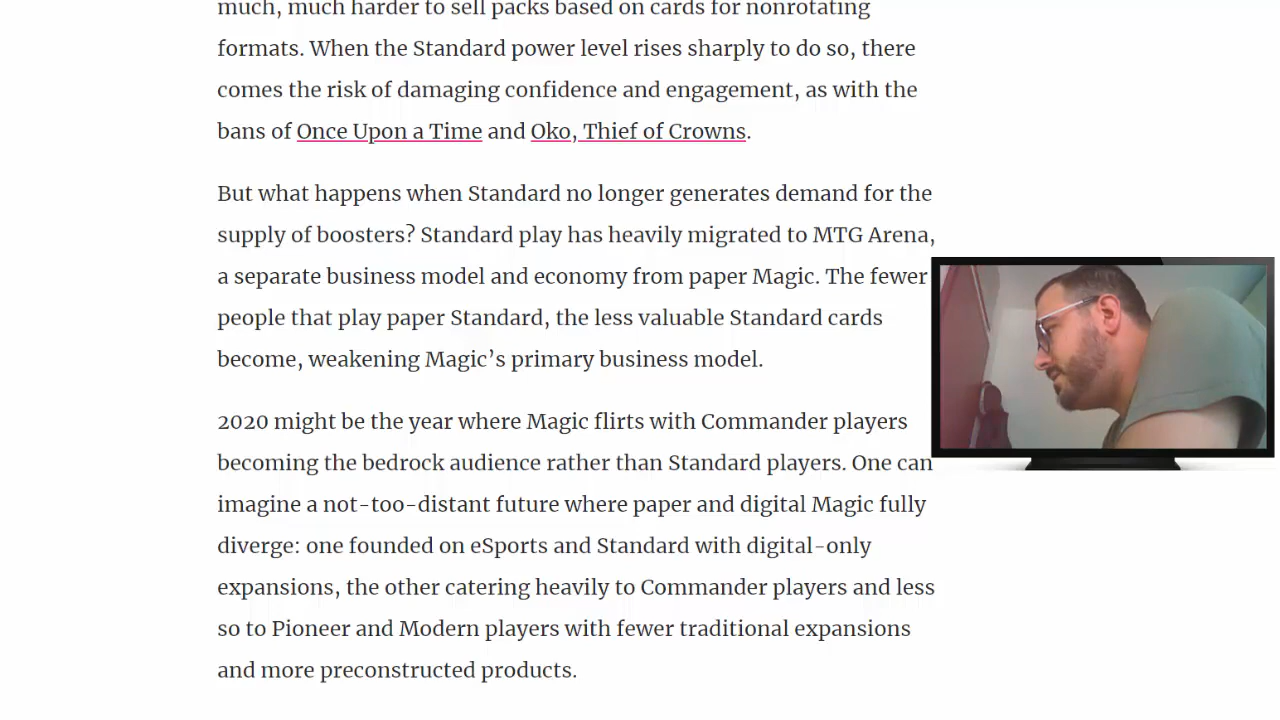 much, much harder to sell packs based on cards for nonrotating
formats. When the Standard power level rises sharply to do so, there
comes the risk of damaging confidence and engagement, as with the
bans of Once Upon a Time and Oko, Thief of Crowns.
But what happens when Standard no longer generates demand for the
supply of boosters? Standard play has heavily migrated to MTG Arena,
a separate business model and economy from paper Magic. The fewer
people that play paper Standard, the less valuable Standard cards
become, weakening Magic’s primary business model.
2020 might be the year where Magic flirts with Commander players
becoming the bedrock audience rather than Standard players. One can
imagine a not-too-distant future where paper and digital Magic fully
diverge: one founded on eSports and Standard with digital-only
expansions, the other catering heavily to Commander players and less
so to Pioneer and Modern players with fewer traditional expansions
and more preconstructed products.